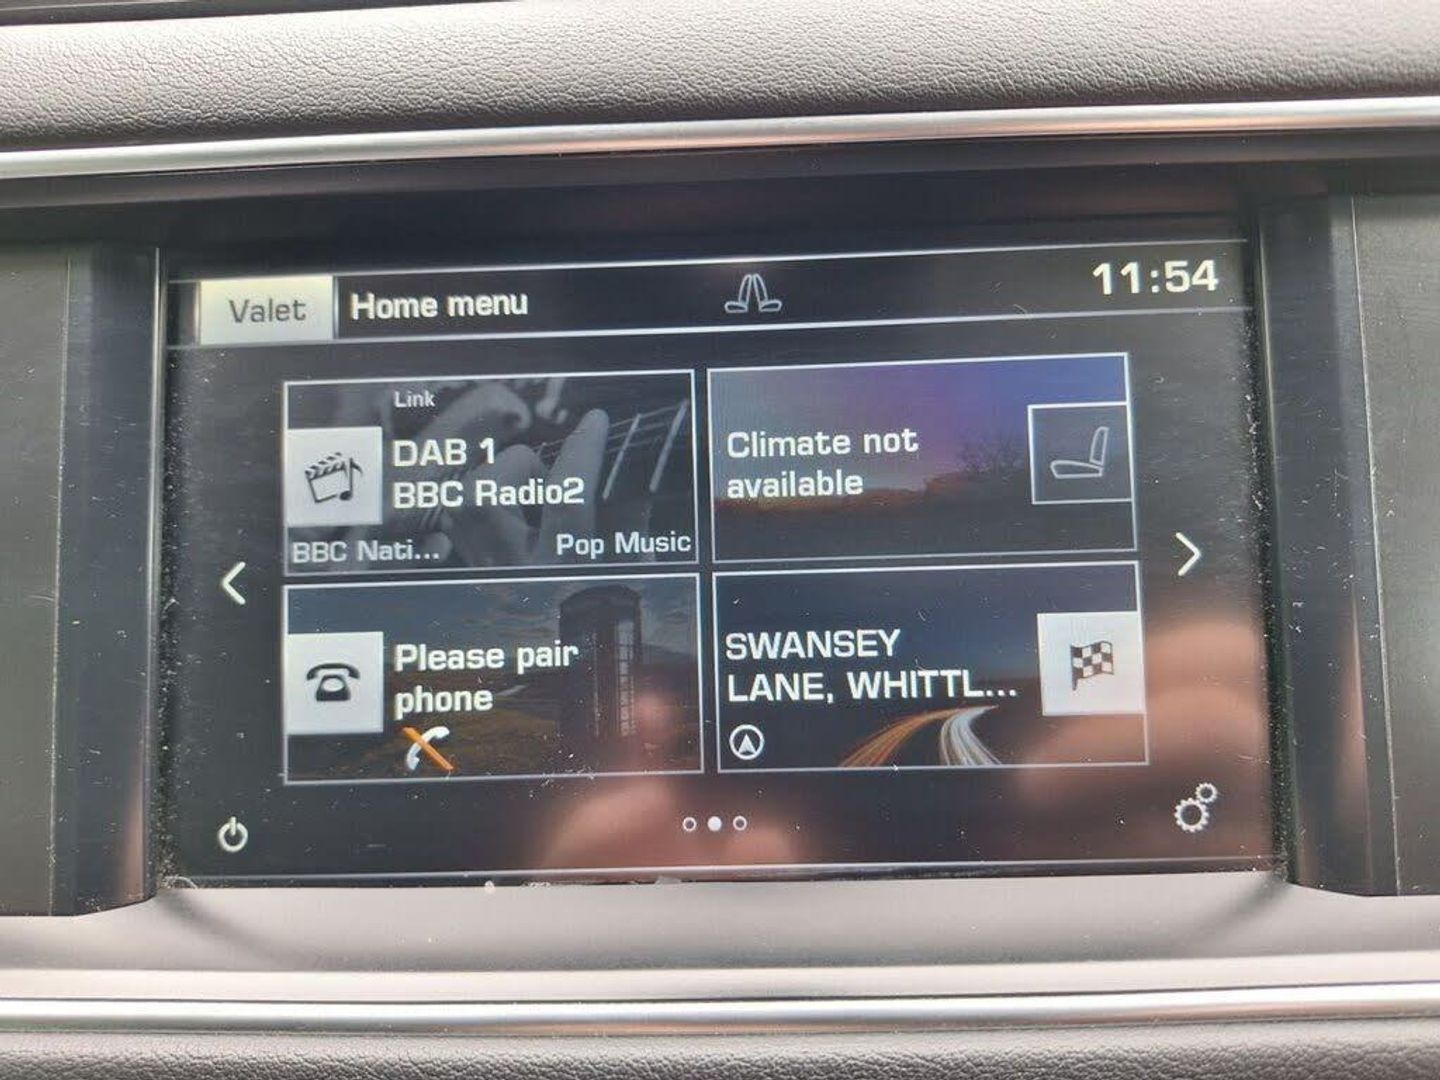 Valet Home menu 11:54
Link
DAB 1
BBC Radio2
BBC Nati... Pop Music
Climate not
available
Please pair
phone
SWANSEY
LANE, WHITTL...